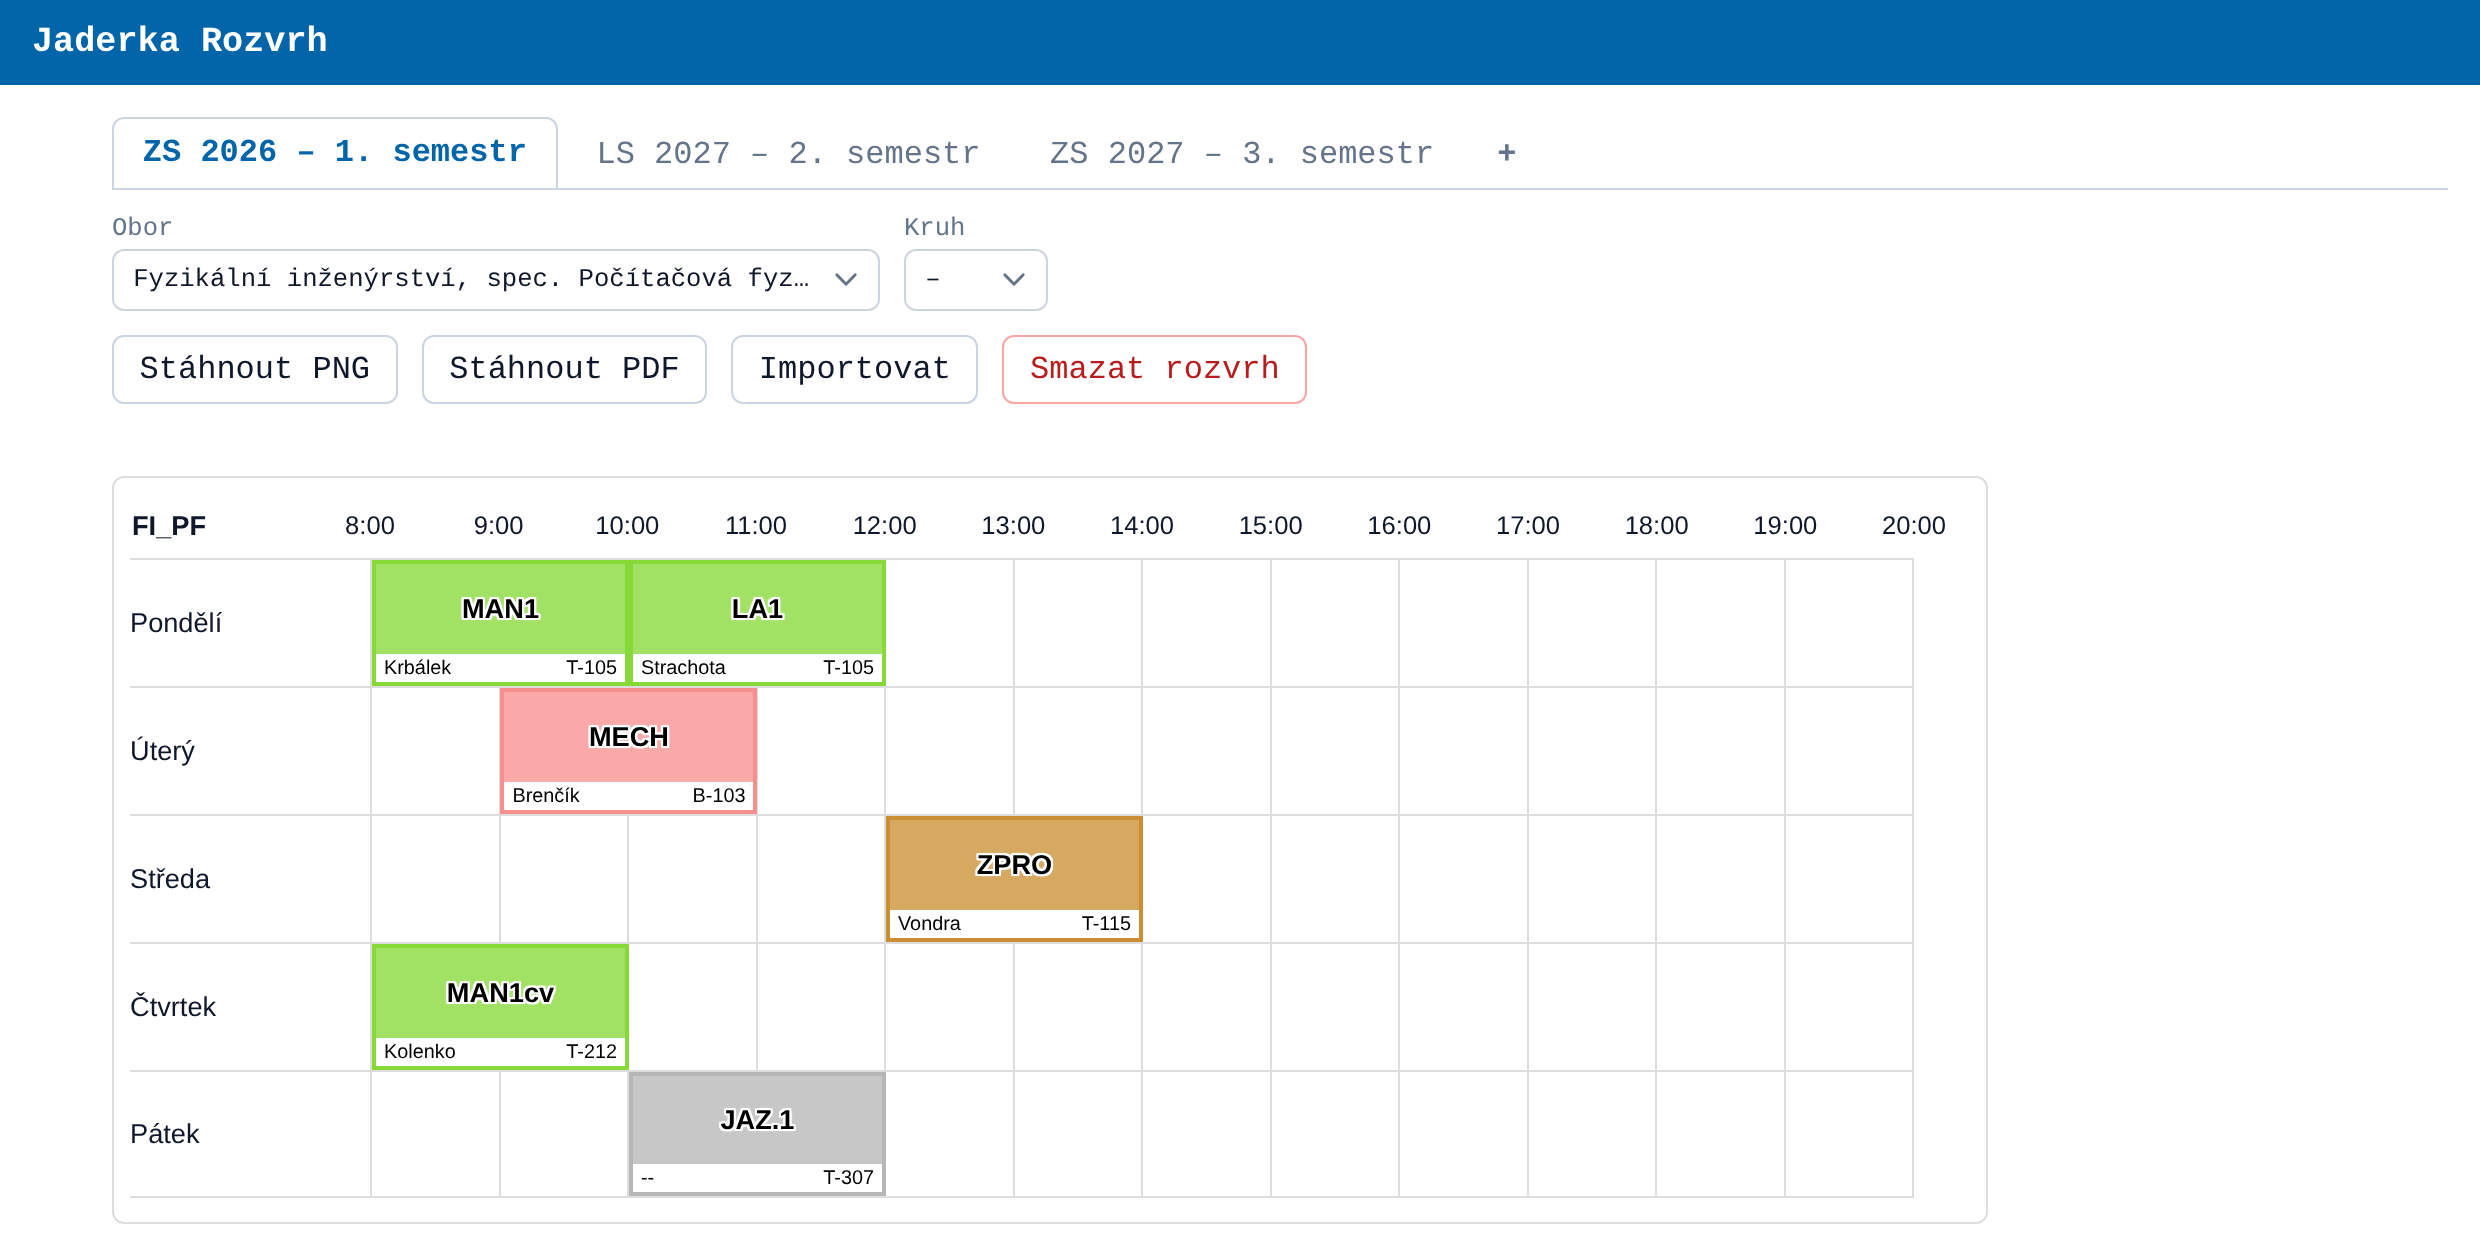 Jaderka Rozvrh
ZS 2026 – 1. semestr LS 2027 – 2. semestr ZS 2027 – 3. semestr +
Obor Kruh
Fyzikální inženýrství, spec. Počítačová fyz… –
Stáhnout PNG Stáhnout PDF Importovat Smazat rozvrh
FI_PF 8:00 9:00 10:00 11:00 12:00 13:00 14:00 15:00 16:00 17:00 18:00 19:00 20:00
Pondělí MAN1 LA1
Krbálek T-105 Strachota T-105
Úterý MECH
Brenčík B-103
Středa ZPRO
Vondra T-115
Čtvrtek MAN1cv
Kolenko T-212
Pátek JAZ.1
-- T-307